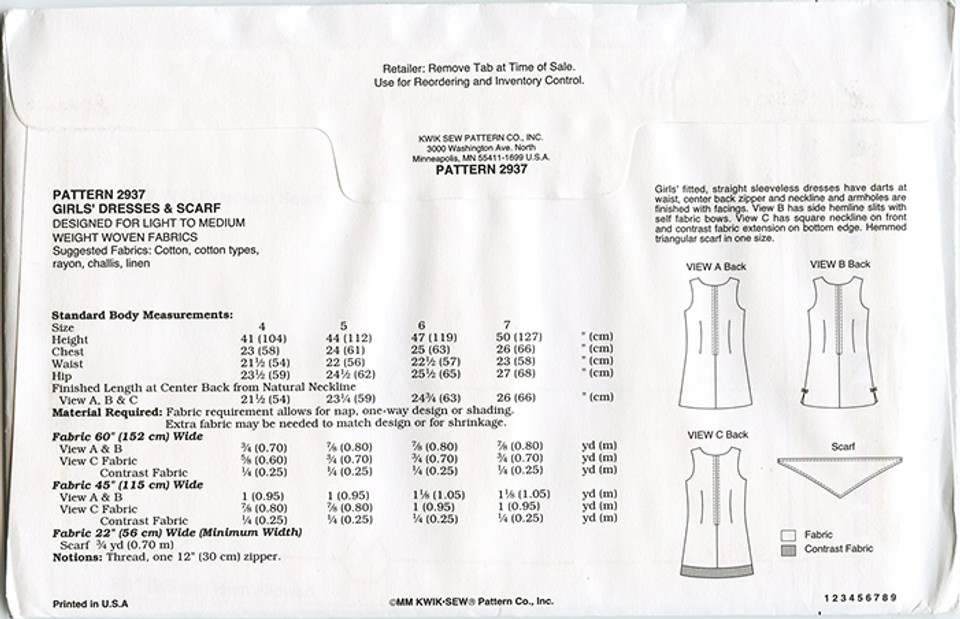 Retailer: Remove Tab at Time of Sale.
Use for Reordering and Inventory Control.
KWIK SEW PATTERN CO., INC.
3000 Washington Ave. North
Minneapolis, MN 55411-1699 U.S.A.
PATTERN 2937
PATTERN 2937
GIRLS' DRESSES & SCARF
DESIGNED FOR LIGHT TO MEDIUM
WEIGHT WOVEN FABRICS
Suggested Fabrics: Cotton, cotton types,
rayon, challis, linen
Girls' fitted, straight sleeveless dresses have darts at
waist, center back zipper and neckline and armholes are
finished with facings. View B has side hemline slits with
self fabric bows. View C has square neckline on front
and contrast fabric extension on bottom edge. Hemmed
triangular scarf in one size.
Standard Body Measurements:
Size 4 5 6 7
Height 41 (104) 44 (112) 47 (119) 50 (127) " (cm)
Chest 23 (58) 24 (61) 25 (63) 26 (66) " (cm)
Waist 21½ (54) 22 (56) 22½ (57) 23 (58) " (cm)
Hip 23½ (59) 24½ (62) 25½ (65) 27 (68) " (cm)
Finished Length at Center Back from Natural Neckline
View A, B & C 21½ (54) 23¼ (59) 24¾ (63) 26 (66) " (cm)
Material Required: Fabric requirement allows for nap, one-way design or shading.
Extra fabric may be needed to match design or for shrinkage.
Fabric 60" (152 cm) Wide
View A & B ¾ (0.70) ⅞ (0.80) ⅞ (0.80) ⅞ (0.80) yd (m)
View C Fabric ⅝ (0.60) ¾ (0.70) ¾ (0.70) ¾ (0.70) yd (m)
Contrast Fabric ¼ (0.25) ¼ (0.25) ¼ (0.25) ¼ (0.25) yd (m)
Fabric 45" (115 cm) Wide
View A & B 1 (0.95) 1 (0.95) 1⅛ (1.05) 1⅛ (1.05) yd (m)
View C Fabric ⅞ (0.80) ⅞ (0.80) 1 (0.95) 1 (0.95) yd (m)
Contrast Fabric ¼ (0.25) ¼ (0.25) ¼ (0.25) ¼ (0.25) yd (m)
Fabric 22" (56 cm) Wide (Minimum Width)
Scarf ¾ yd (0.70 m)
Notions: Thread, one 12" (30 cm) zipper.
VIEW A Back
VIEW B Back
VIEW C Back
Scarf
Fabric
Contrast Fabric
Printed in U.S.A
©MM KWIK•SEW® Pattern Co., Inc.
1 2 3 4 5 6 7 8 9